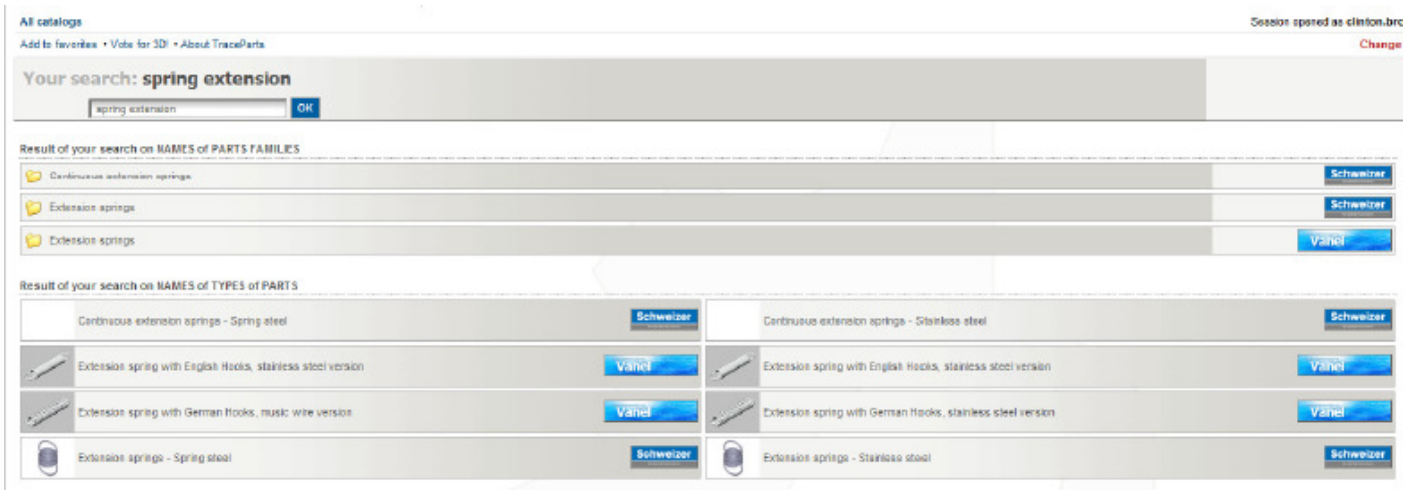 All catalogs
Session opened as clinton.brc
Add to favorites • Vote for 3D! • About TraceParts
Change
Your search: spring extension
spring extension
OK
Result of your search on NAMES of PARTS FAMILIES
Continuous extension springs
Schweizer
Extension springs
Schweizer
Extension springs
Vanel
Result of your search on NAMES of TYPES of PARTS
Continuous extension springs - Spring steel
Schweizer
Continuous extension springs - Stainless steel
Schweizer
Extension spring with English Hooks, stainless steel version
Vanel
Extension spring with English Hooks, stainless steel version
Vanel
Extension spring with German Hooks, music wire version
Vanel
Extension spring with German Hooks, stainless steel version
Vanel
Extension springs - Spring steel
Schweizer
Extension springs - Stainless steel
Schweizer